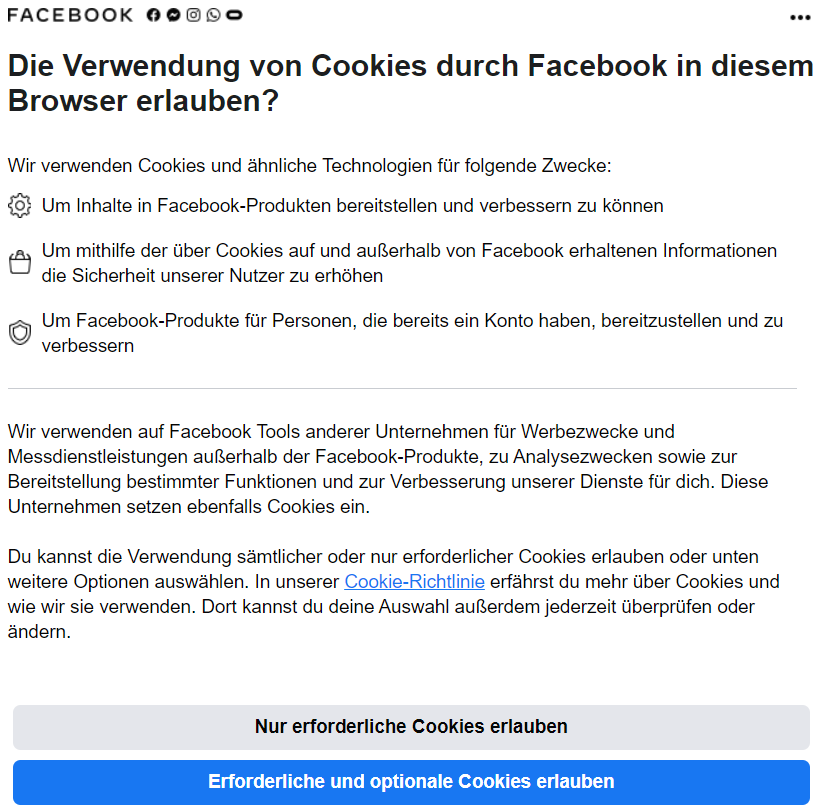 FACEBOOK
Die Verwendung von Cookies durch Facebook in diesem
Browser erlauben?
Wir verwenden Cookies und ähnliche Technologien für folgende Zwecke:
Um Inhalte in Facebook-Produkten bereitstellen und verbessern zu können
Um mithilfe der über Cookies auf und außerhalb von Facebook erhaltenen Informationen
die Sicherheit unserer Nutzer zu erhöhen
Um Facebook-Produkte für Personen, die bereits ein Konto haben, bereitzustellen und zu
verbessern
Wir verwenden auf Facebook Tools anderer Unternehmen für Werbezwecke und
Messdienstleistungen außerhalb der Facebook-Produkte, zu Analysezwecken sowie zur
Bereitstellung bestimmter Funktionen und zur Verbesserung unserer Dienste für dich. Diese
Unternehmen setzen ebenfalls Cookies ein.
Du kannst die Verwendung sämtlicher oder nur erforderlicher Cookies erlauben oder unten
weitere Optionen auswählen. In unserer Cookie-Richtlinie erfährst du mehr über Cookies und
wie wir sie verwenden. Dort kannst du deine Auswahl außerdem jederzeit überprüfen oder
ändern.
Nur erforderliche Cookies erlauben
Erforderliche und optionale Cookies erlauben